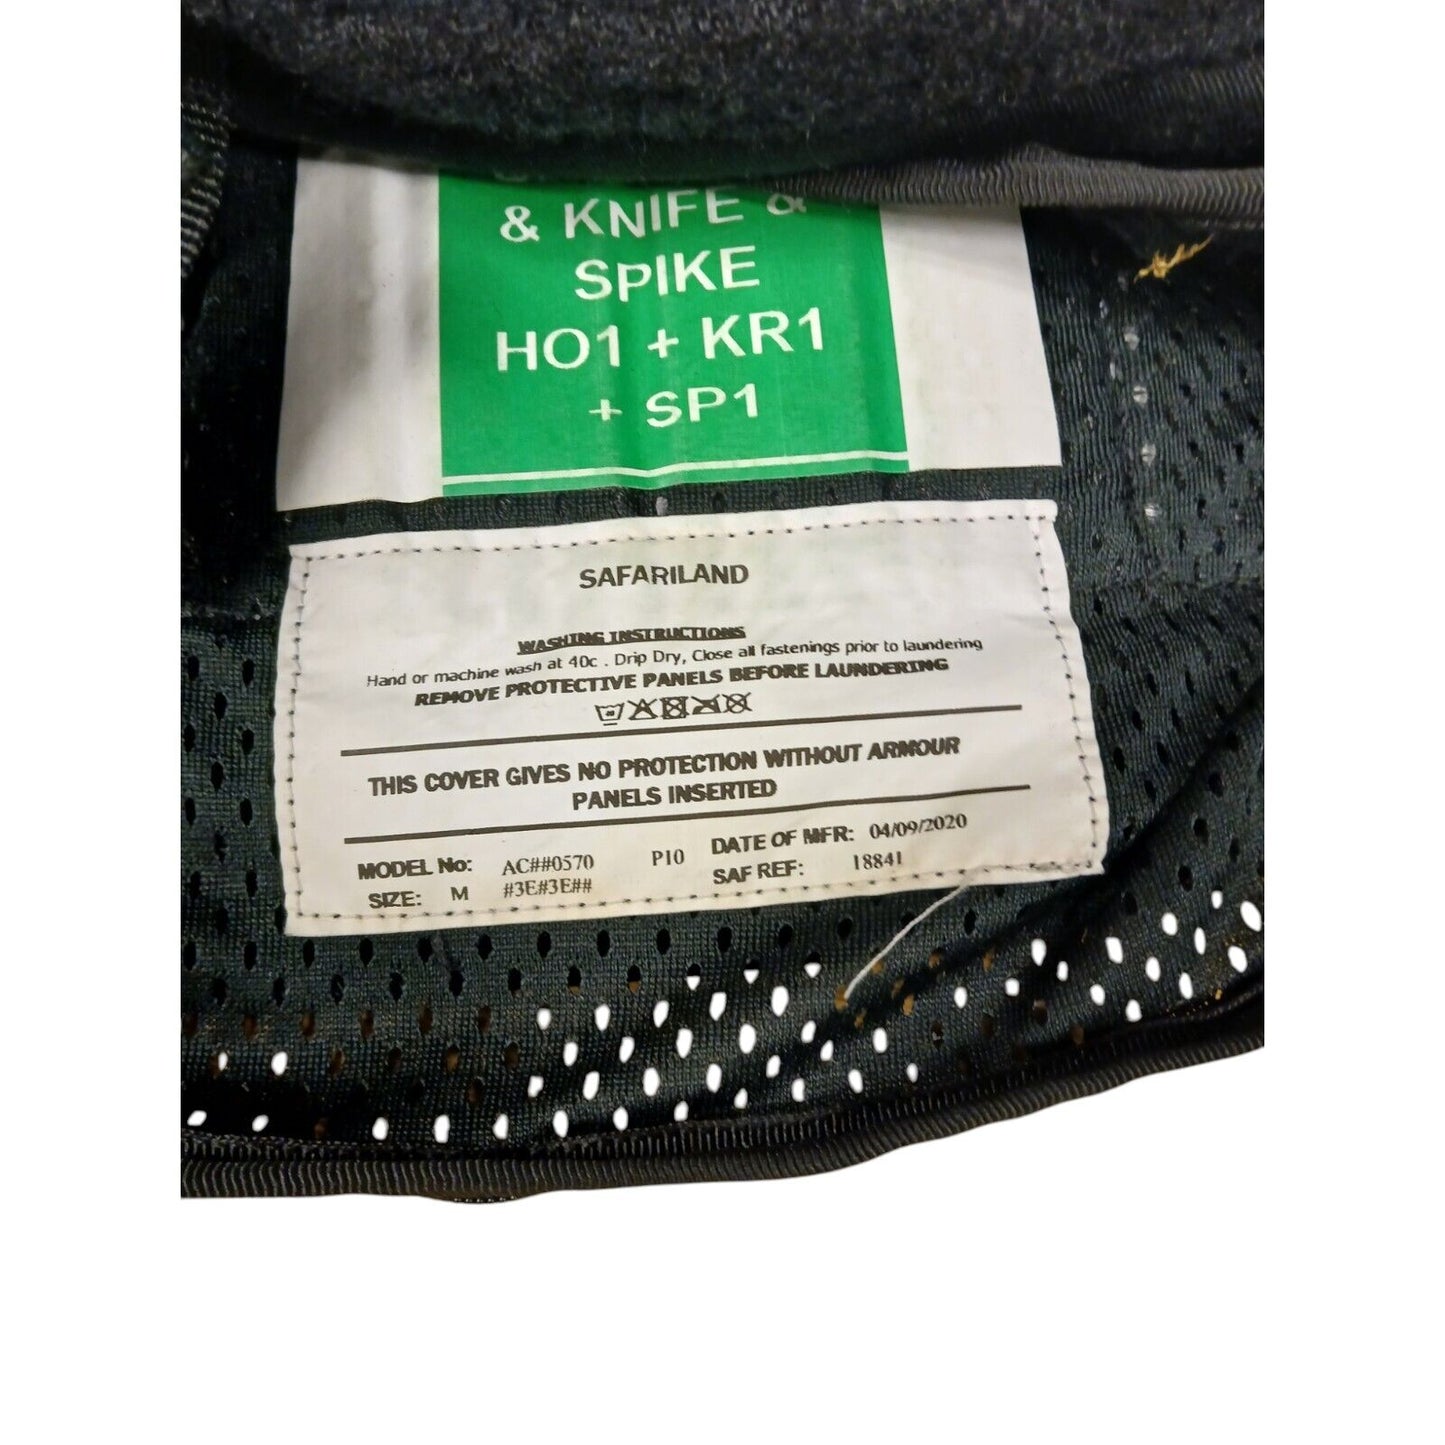 & KNIFE &
SPIKE
HO1 + KR1
+ SP1
SAFARILAND
WASHING INSTRUCTIONS
Hand or machine wash at 40c . Drip Dry, Close all fastenings prior to laundering
REMOVE PROTECTIVE PANELS BEFORE LAUNDERING
40
THIS COVER GIVES NO PROTECTION WITHOUT ARMOUR
PANELS INSERTED
MODEL No: AC##0570 P10 DATE OF MFR: 04/09/2020
SIZE: M #3E#3E## SAF REF: 18841